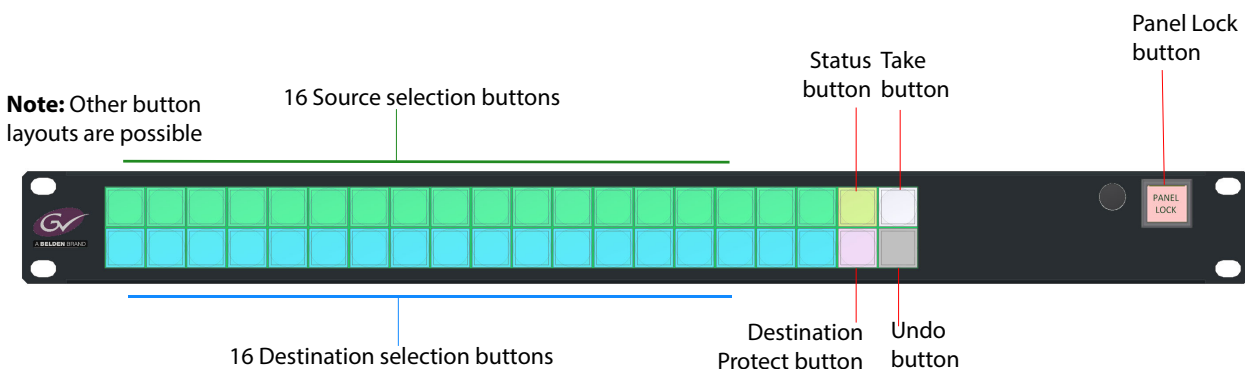 Panel Lock
button
Status
button
Take
button
Note: Other button
layouts are possible
16 Source selection buttons
GV
A BELDEN BRAND
PANEL
LOCK
16 Destination selection buttons
Destination
Protect button
Undo
button